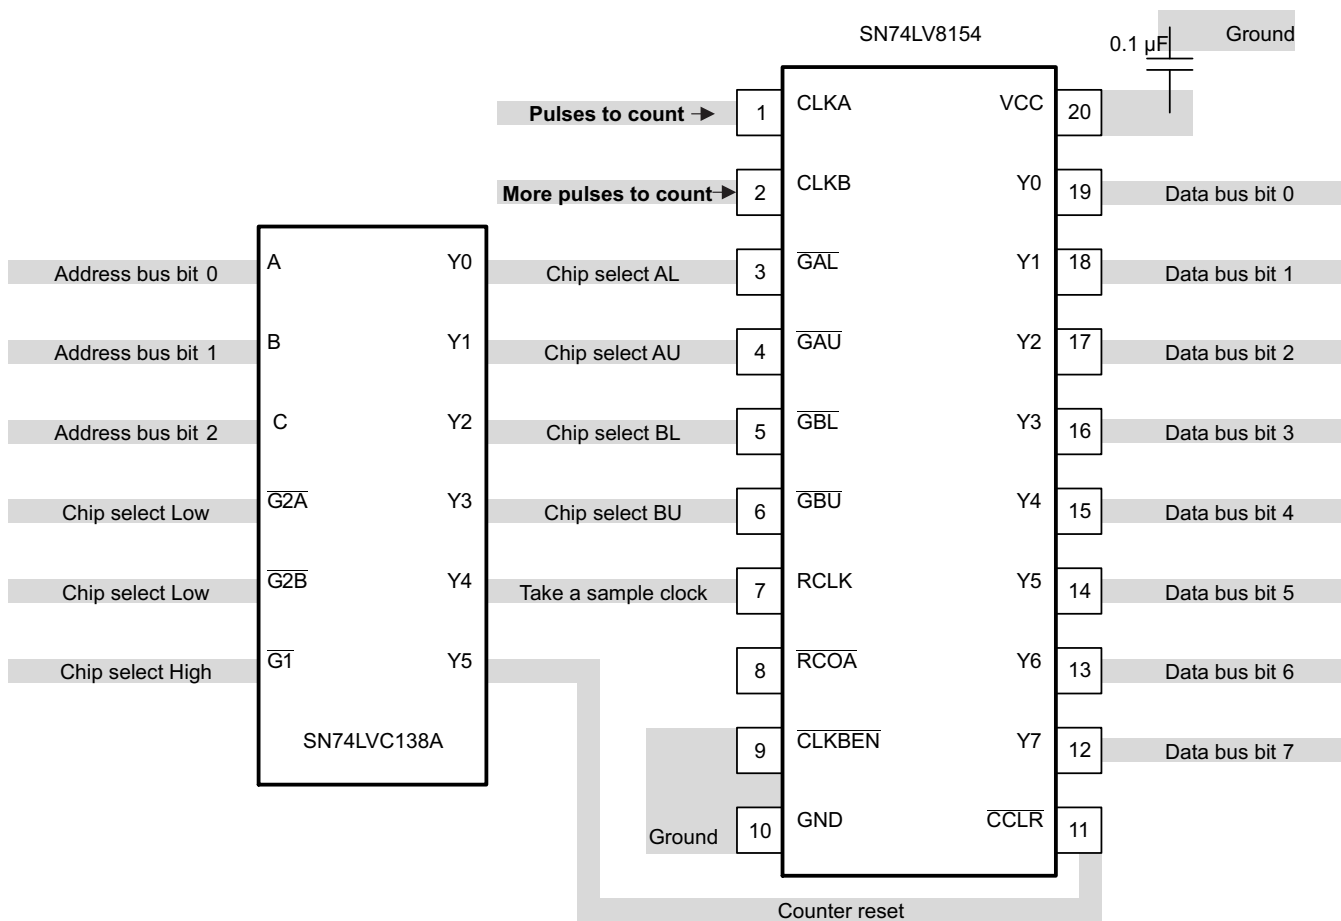 SN74LV8154
0.1 µF
Ground
Pulses to count
1
CLKA
VCC
20
More pulses to count
2
CLKB
Y0
19
Data bus bit 0
Address bus bit 0
A
Y0
Chip select AL
3
GAL
Y1
18
Data bus bit 1
Address bus bit 1
B
Y1
Chip select AU
4
GAU
Y2
17
Data bus bit 2
Address bus bit 2
C
Y2
Chip select BL
5
GBL
Y3
16
Data bus bit 3
Chip select Low
G2A
Y3
Chip select BU
6
GBU
Y4
15
Data bus bit 4
Chip select Low
G2B
Y4
Take a sample clock
7
RCLK
Y5
14
Data bus bit 5
Chip select High
G1
Y5
8
RCOA
Y6
13
Data bus bit 6
SN74LVC138A
9
CLKBEN
Y7
12
Data bus bit 7
Ground
10
GND
CCLR
11
Counter reset